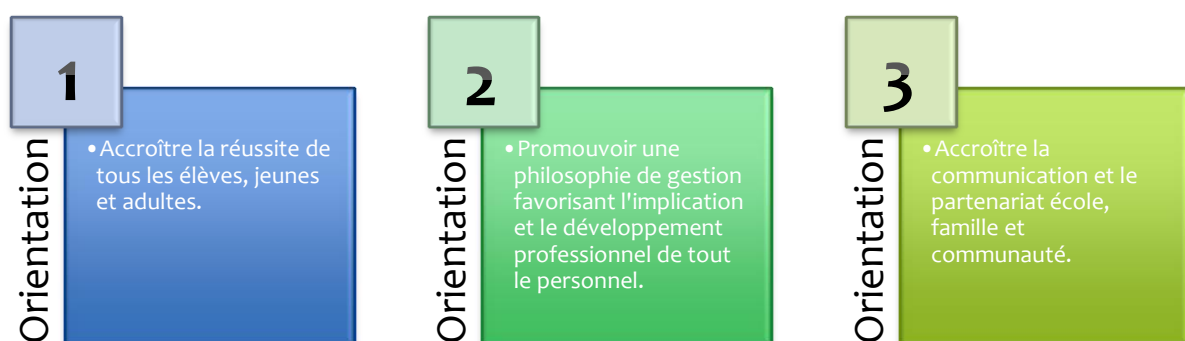 1
Orientation
•Accroître la réussite de
tous les élèves, jeunes
et adultes.
2
Orientation
•Promouvoir une
philosophie de gestion
favorisant l'implication
et le développement
professionnel de tout
le personnel.
3
Orientation
•Accroître la
communication et le
partenariat école,
famille et
communauté.